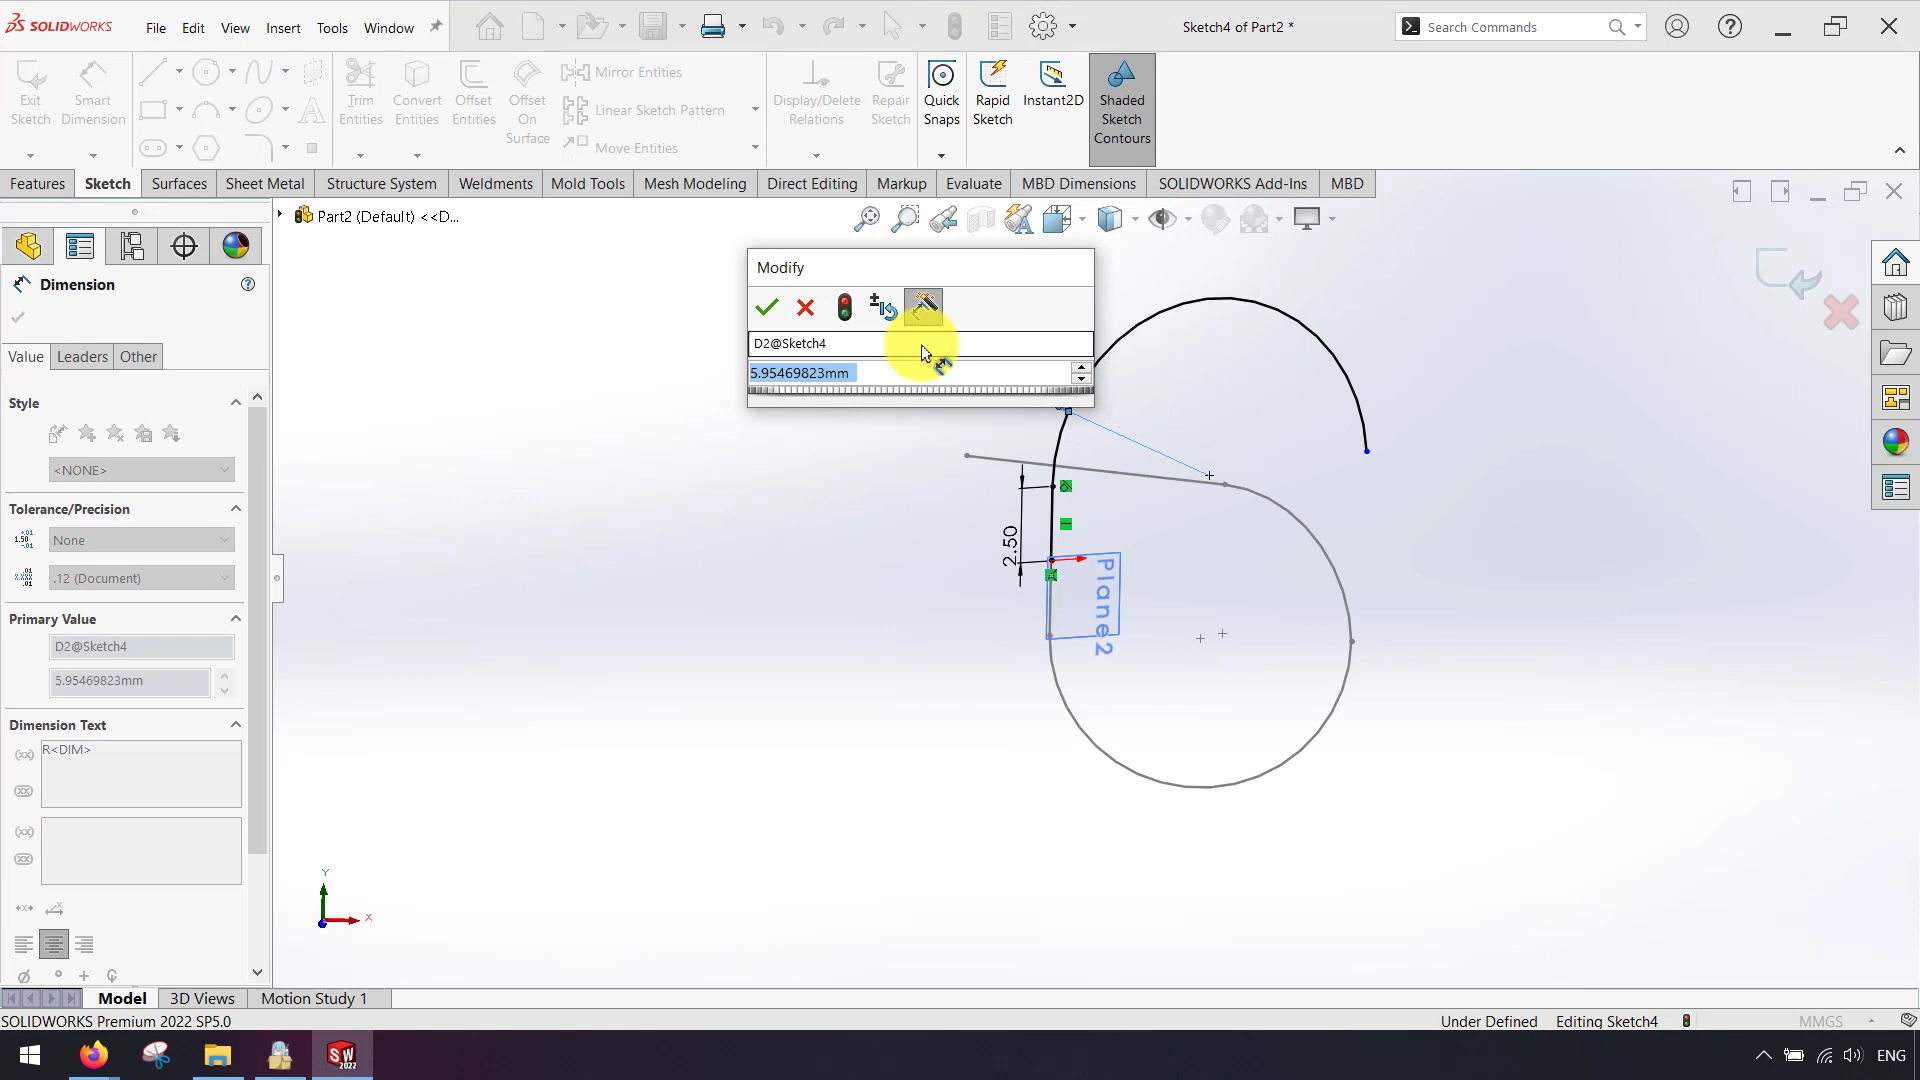 SOLIDWORKS
File
Edit
View
Insert
Tools
Window
Sketch4 of Part2 *
Search Commands
Exit
Sketch
Smart
Dimension
Trim
Entities
Convert
Entities
Offset
Entities
Offset
On
Surface
Mirror Entities
Linear Sketch Pattern
Move Entities
Display/Delete
Relations
Repair
Sketch
Quick
Snaps
Rapid
Sketch
Instant2D
Shaded
Sketch
Contours
Features
Sketch
Surfaces
Sheet Metal
Structure System
Weldments
Mold Tools
Mesh Modeling
Direct Editing
Markup
Evaluate
MBD Dimensions
SOLIDWORKS Add-Ins
MBD
Part2 (Default) <<D...
Dimension
Value
Leaders
Other
Style
<NONE>
Tolerance/Precision
None
.12 (Document)
Primary Value
D2@Sketch4
5.95469823mm
Dimension Text
R<DIM>
Modify
D2@Sketch4
5.95469823mm
2.50
Plane2
Y
X
Model
3D Views
Motion Study 1
SOLIDWORKS Premium 2022 SP5.0
Under Defined
Editing Sketch4
MMGS
SW
2022
ENG